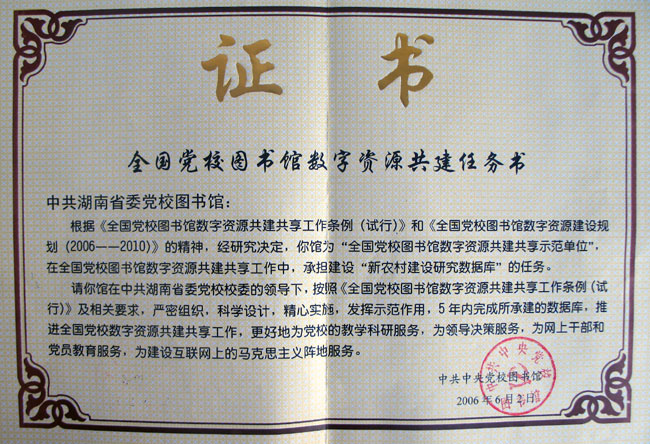 证 书
全国党校图书馆数字资源共建任务书
中共湖南省委党校图书馆：
根据《全国党校图书馆数字资源共建共享工作条例（试行）》和《全国党校图书馆数字资源建设规
划（2006——2010）》的精神，经研究决定，你馆为“全国党校图书馆数字资源共建共享示范单位”，
在全国党校图书馆数字资源共建共享工作中，承担建设“新农村建设研究数据库”的任务。
请你馆在中共湖南省委党校校委的领导下，按照《全国党校图书馆数字资源共建共享工作条例（试
行）》及相关要求，严密组织，科学设计，精心实施，发挥示范作用，5年内完成所承建的数据库，推
进全国党校数字资源共建共享工作，更好地为党校的教学科研服务，为领导决策服务，为网上干部和
党员教育服务，为建设互联网上的马克思主义阵地服务。
中共中央党校图书馆
2006年6月2日
中共中央党校图书馆